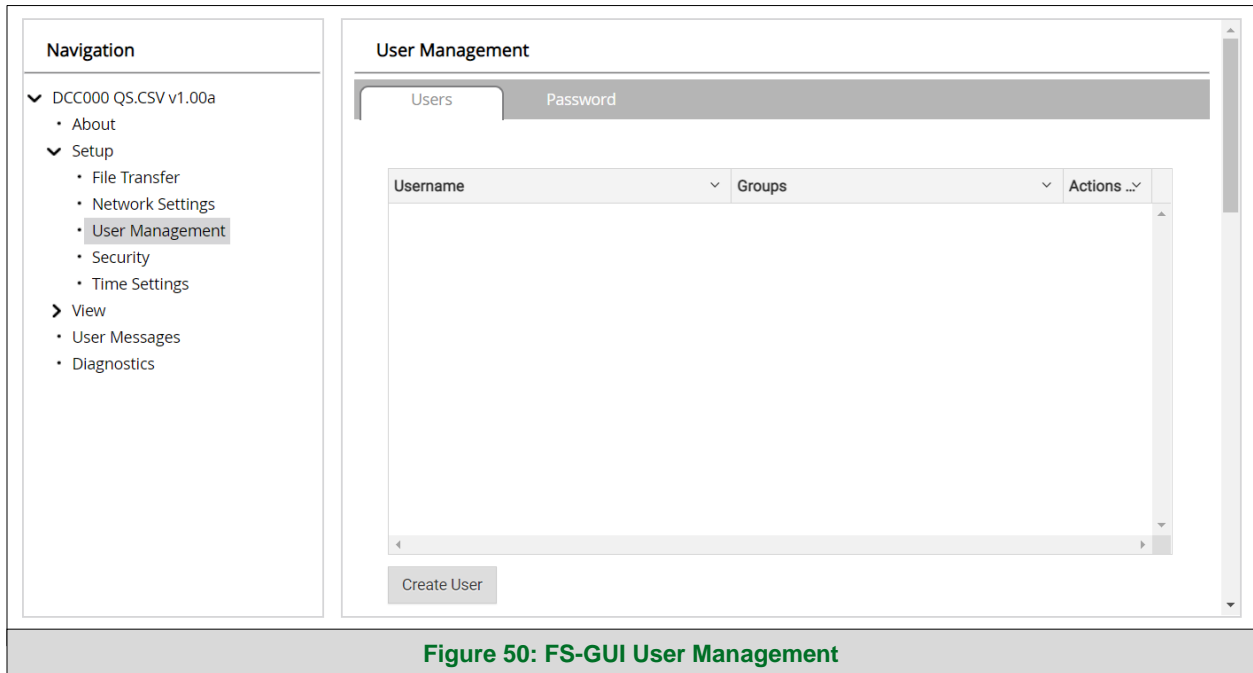 Navigation
DCC000 QS.CSV v1.00a
• About
Setup
• File Transfer
• Network Settings
• User Management
• Security
• Time Settings
View
• User Messages
• Diagnostics
User Management
Users Password
Username Groups Actions ...
Create User
Figure 50: FS-GUI User Management